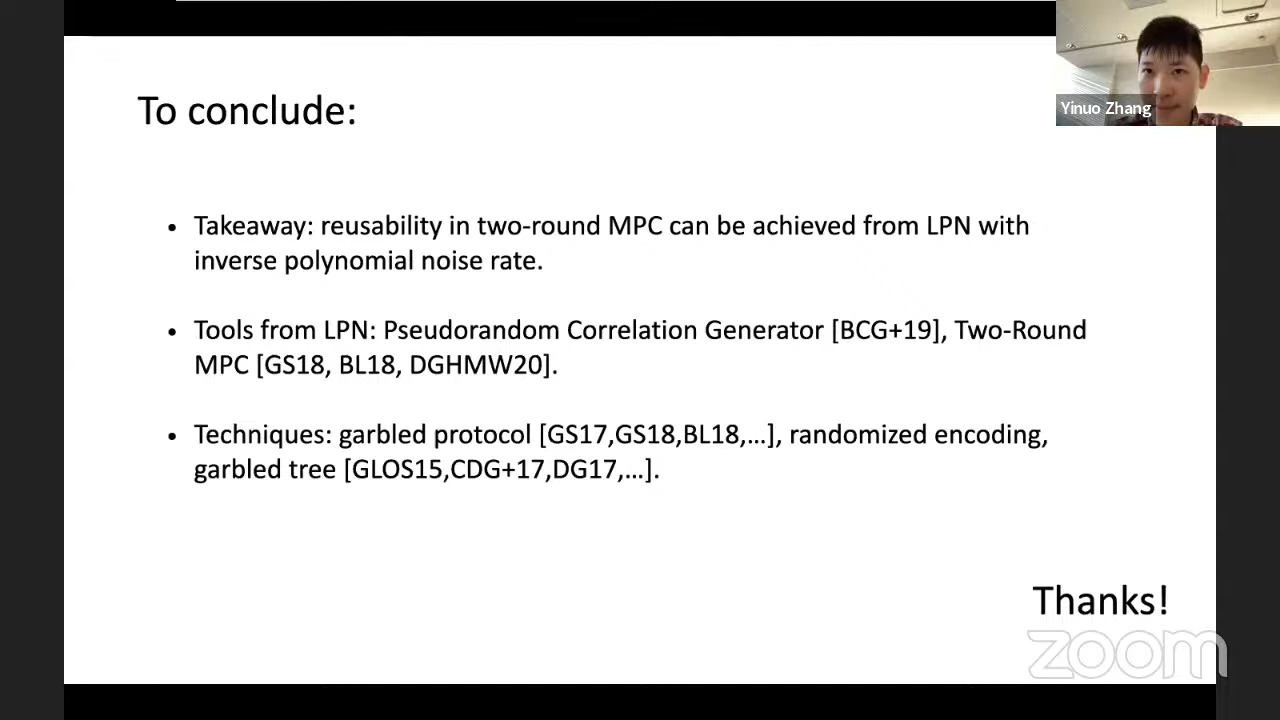 Yinuo Zhang
To conclude:
• Takeaway: reusability in two-round MPC can be achieved from LPN with
inverse polynomial noise rate.
• Tools from LPN: Pseudorandom Correlation Generator [BCG+19], Two-Round
MPC [GS18, BL18, DGHMW20].
• Techniques: garbled protocol [GS17,GS18,BL18,...], randomized encoding,
garbled tree [GLOS15,CDG+17,DG17,...].
Thanks!
zoom